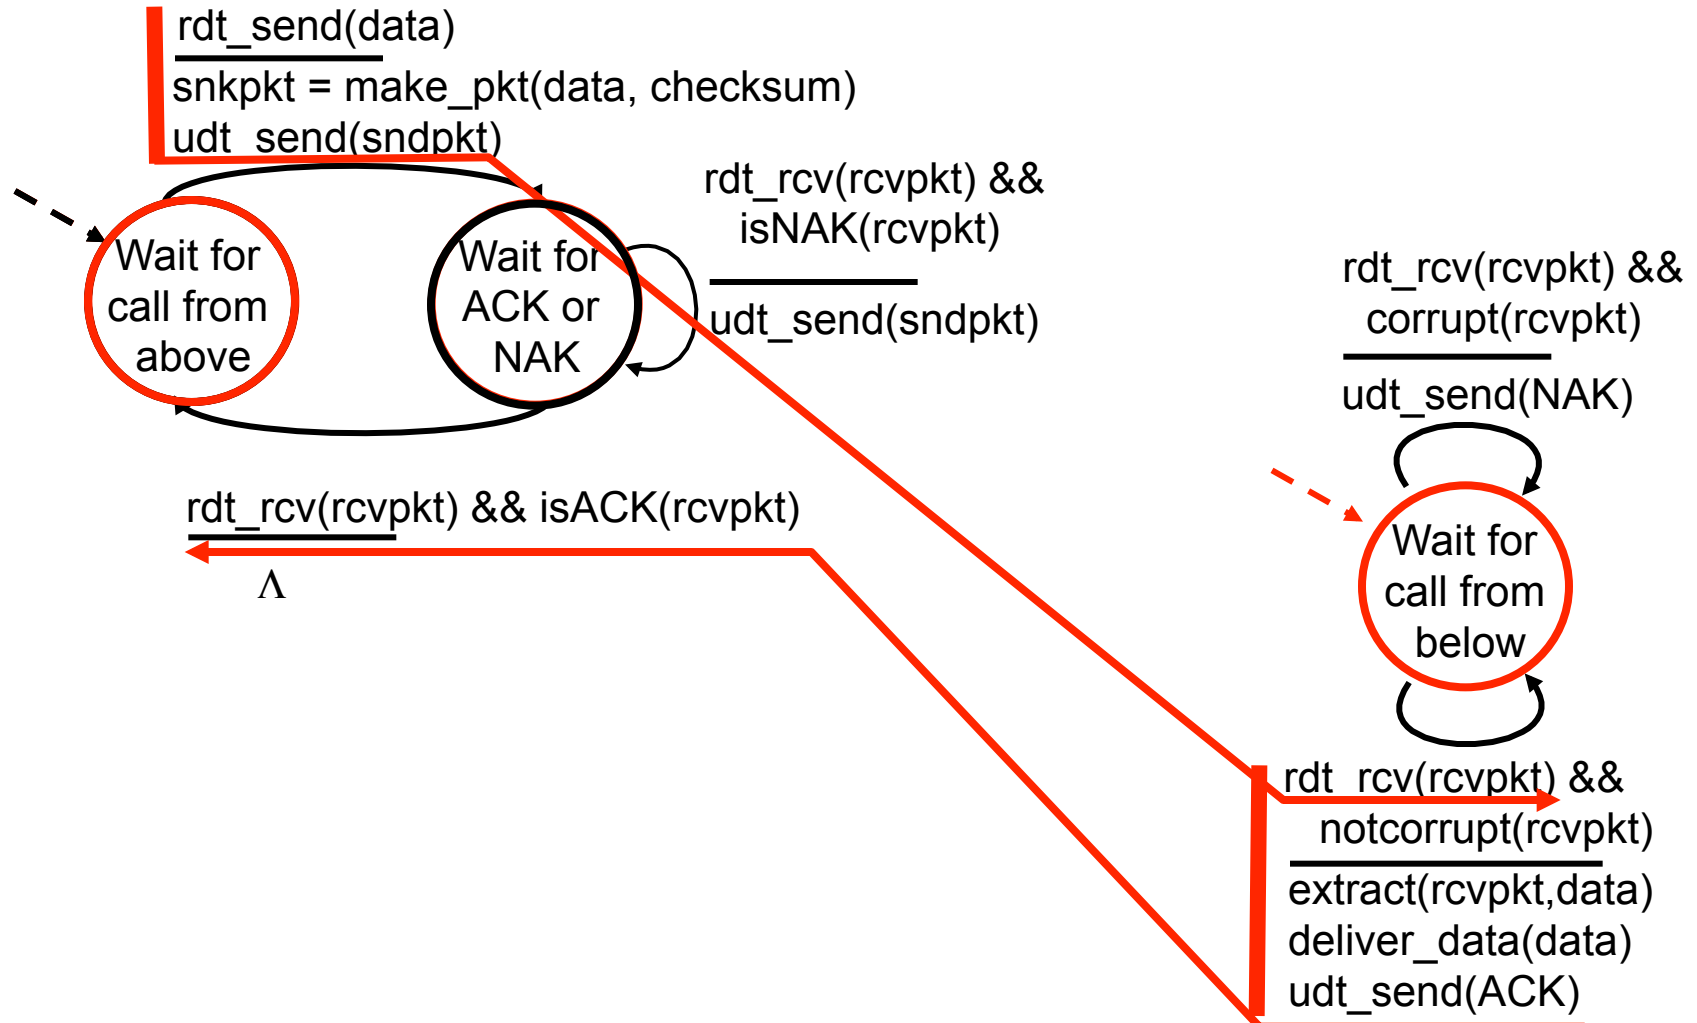 rdt_send(data)
snkpkt = make_pkt(data, checksum)
udt_send(sndpkt)
rdt_rcv(rcvpkt) &&
isNAK(rcvpkt)
udt_send(sndpkt)
Wait for
call from
above
Wait for
ACK or
NAK
rdt_rcv(rcvpkt) && isACK(rcvpkt)
Λ
rdt_rcv(rcvpkt) &&
corrupt(rcvpkt)
udt_send(NAK)
Wait for
call from
below
rdt_rcv(rcvpkt) &&
notcorrupt(rcvpkt)
extract(rcvpkt,data)
deliver_data(data)
udt_send(ACK)